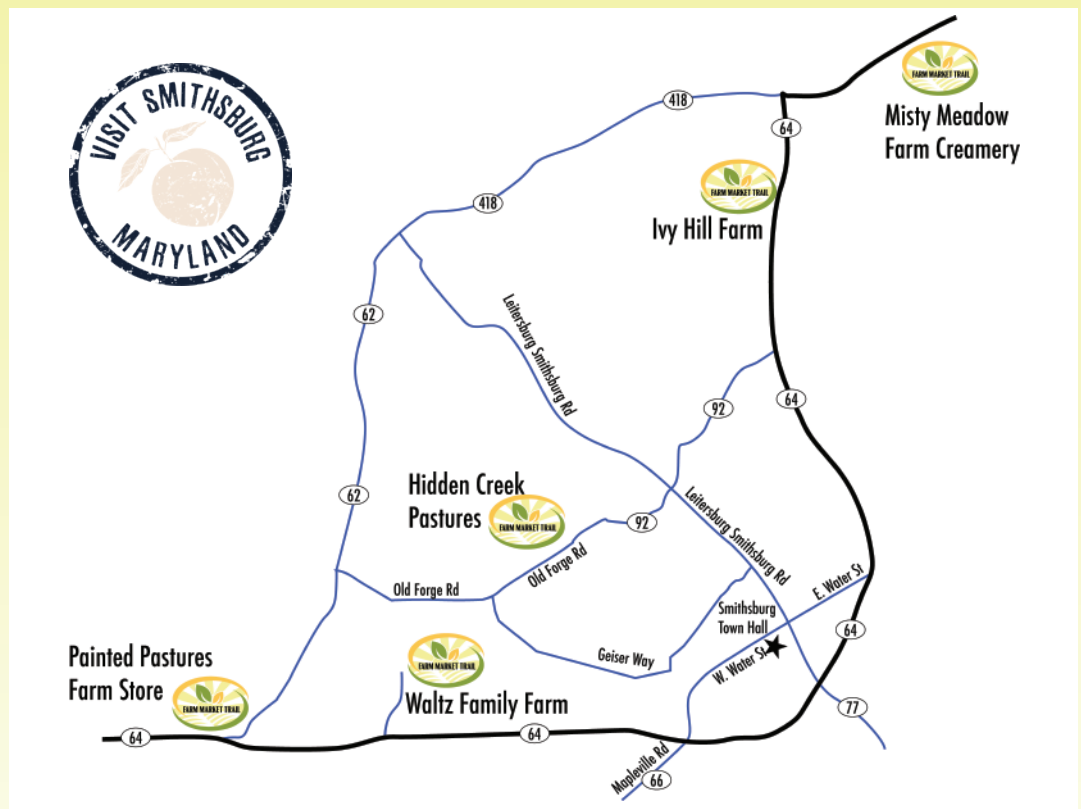 VISIT SMITHSBURG
MARYLAND
FARM MARKET TRAIL
Misty Meadow
Farm Creamery
418
64
FARM MARKET TRAIL
Ivy Hill Farm
418
62
Leitersburg Smithsburg Rd
64
92
62
Hidden Creek
Pastures
FARM MARKET TRAIL
92
Leitersburg Smithsburg Rd
Old Forge Rd
Old Forge Rd
E. Water St
Smithsburg
Town Hall
64
Geiser Way
W. Water St
Painted Pastures
Farm Store
FARM MARKET TRAIL
FARM MARKET TRAIL
Waltz Family Farm
77
64
64
Mapleville Rd
66